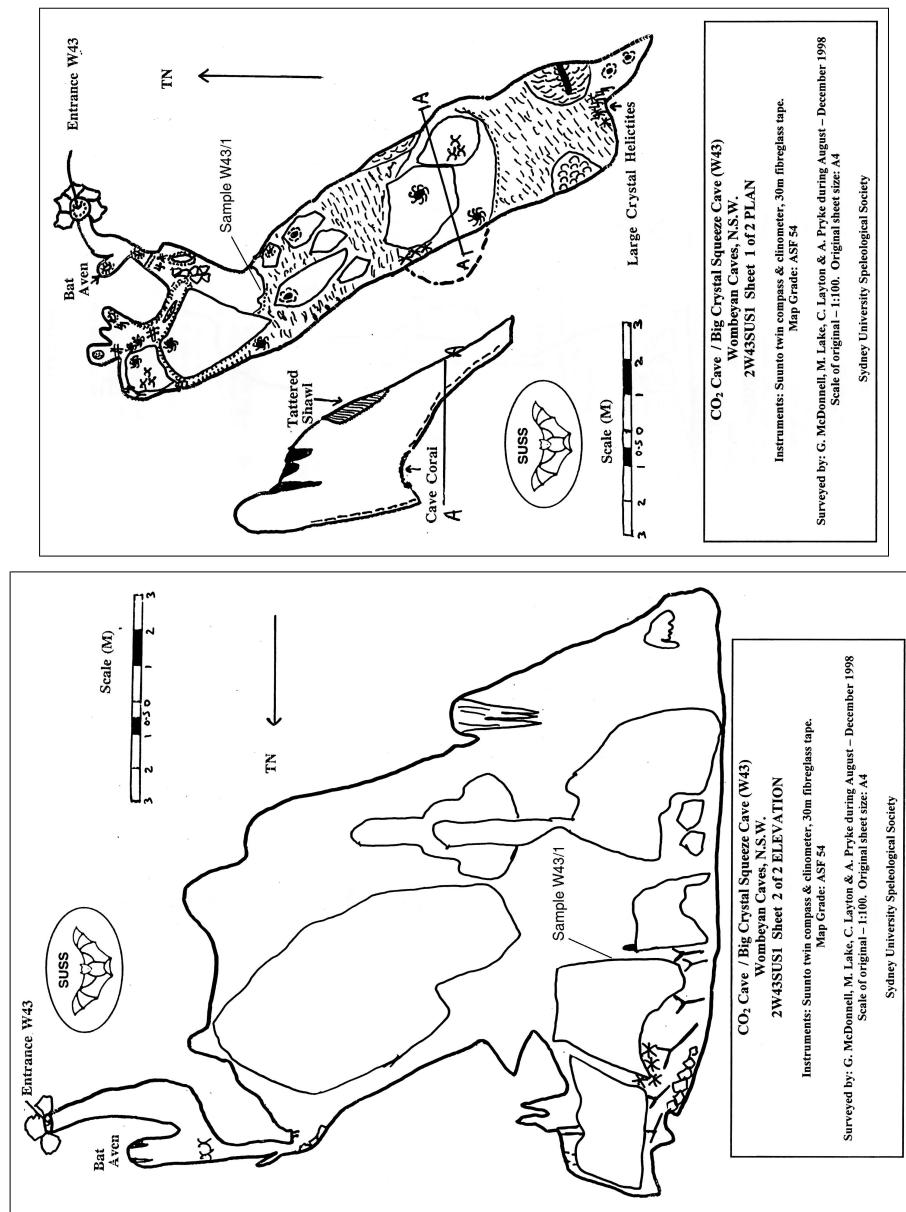 Entrance W43
TN
Bat
Aven
Sample W43/1
A
A
Large Crystal Helictites
Tattered
Shawl
Cave Corai
A
A
SUSS
Scale (M)
3 2 1 0·5 0 1 2 3
CO₂ Cave / Big Crystal Squeeze Cave (W43)
Wombeyan Caves, N.S.W.
2W43SUS1 Sheet 1 of 2 PLAN
Instruments: Suunto twin compass & clinometer, 30m fibreglass tape.
Map Grade: ASF 54
Surveyed by: G. McDonnell, M. Lake, C. Layton & A. Pryke during August – December 1998
Scale of original – 1:100. Original sheet size: A4
Sydney University Speleological Society
Entrance W43
SUSS
Scale (M)
3 2 1 0·5 0 1 2 3
TN
Bat
Aven
Sample W43/1
CO₂ Cave / Big Crystal Squeeze Cave (W43)
Wombeyan Caves, N.S.W.
2W43SUS1 Sheet 2 of 2 ELEVATION
Instruments: Suunto twin compass & clinometer, 30m fibreglass tape.
Map Grade: ASF 54
Surveyed by: G. McDonnell, M. Lake, C. Layton & A. Pryke during August – December 1998
Scale of original – 1:100. Original sheet size: A4
Sydney University Speleological Society